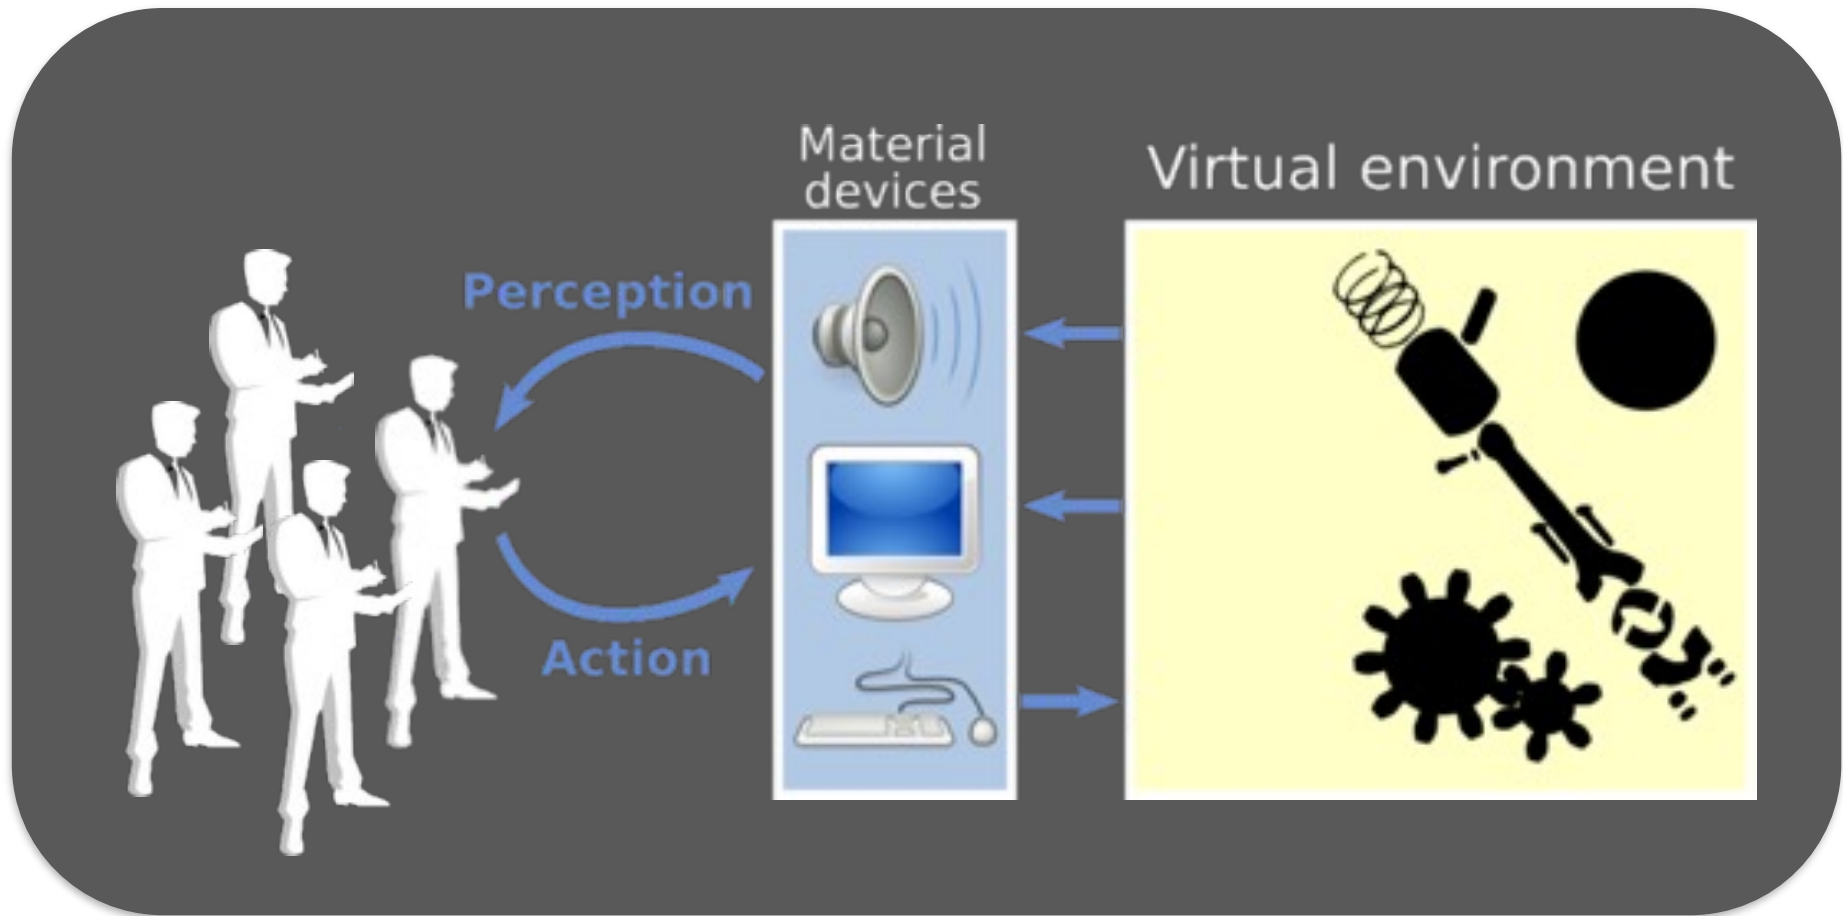 Material
devices
Virtual environment
Perception
Action